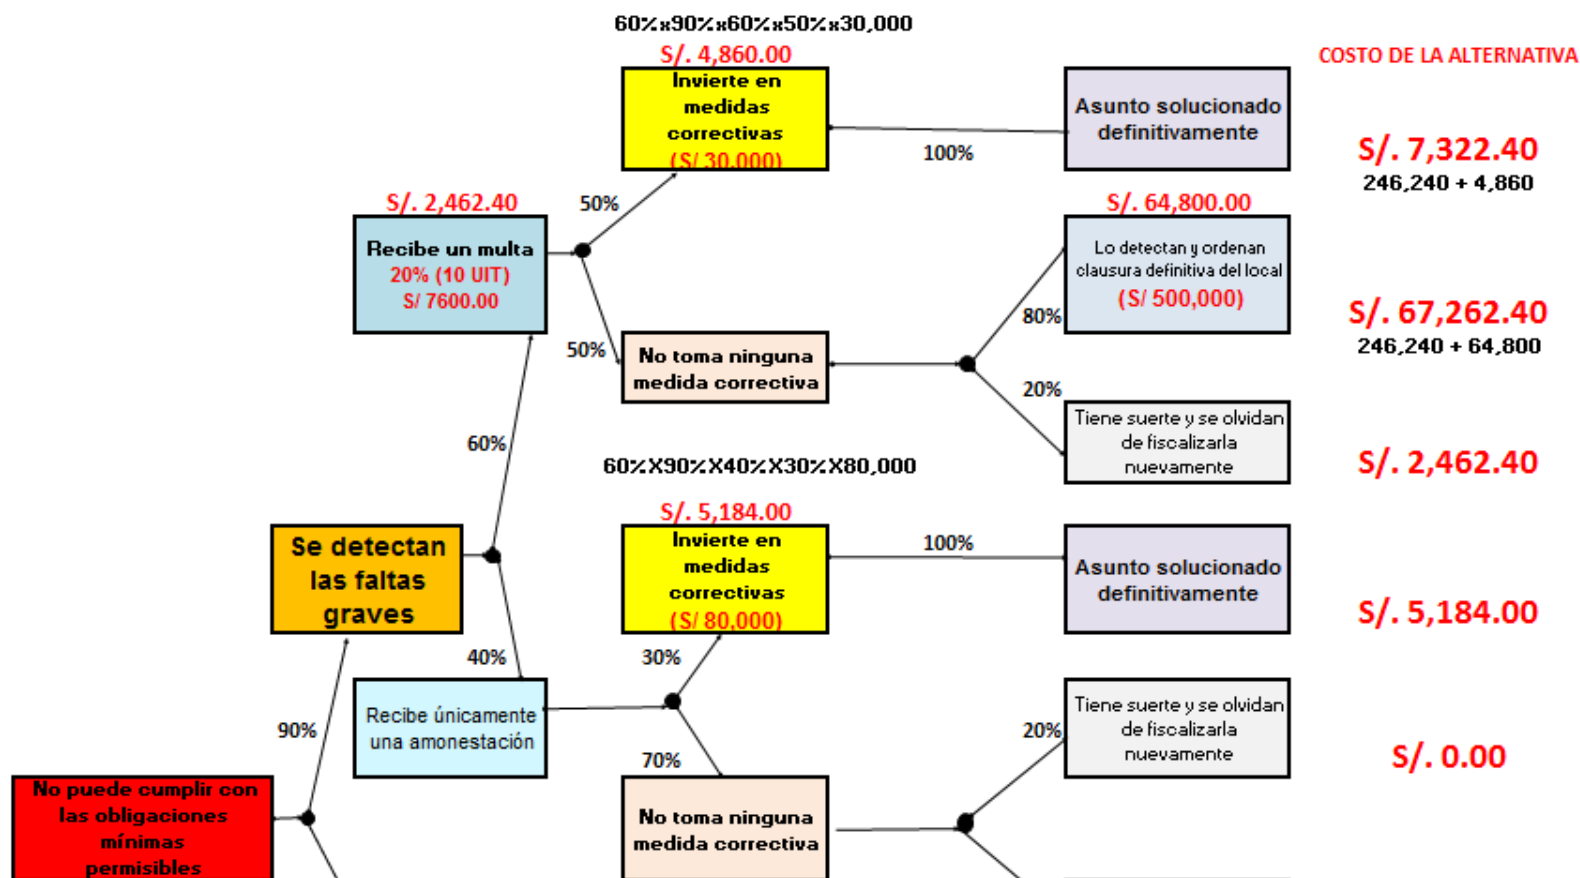 60%x90%x60%x50%x30,000
S/. 4,860.00
COSTO DE LA ALTERNATIVA
Invierte en
medidas
correctivas
(S/ 30,000)
100%
Asunto solucionado
definitivamente
S/. 7,322.40
246,240 + 4,860
S/. 2,462.40
50%
S/. 64,800.00
Recibe un multa
20% (10 UIT)
S/ 7600.00
Lo detectan y ordenan
clausura definitiva del local
(S/ 500,000)
80%
S/. 67,262.40
246,240 + 64,800
50%
No toma ninguna
medida correctiva
20%
Tiene suerte y se olvidan
de fiscalizarla
nuevamente
S/. 2,462.40
60%
60%X90%X40%X30%X80,000
S/. 5,184.00
Se detectan
las faltas
graves
Invierte en
medidas
correctivas
(S/ 80,000)
100%
Asunto solucionado
definitivamente
S/. 5,184.00
40%
30%
Recibe únicamente
una amonestación
90%
70%
20%
Tiene suerte y se olvidan
de fiscalizarla
nuevamente
S/. 0.00
No puede cumplir con
las obligaciones
mínimas
permisibles
No toma ninguna
medida correctiva